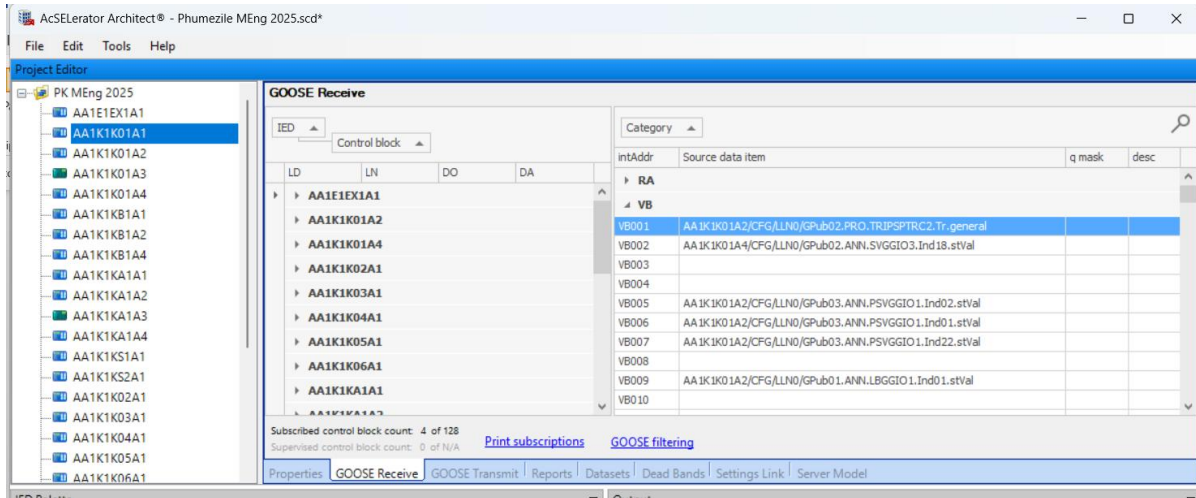 AcSELerator Architect® - Phumezile MEng 2025.scd*
File Edit Tools Help
Project Editor
PK MEng 2025
AA1E1EX1A1
AA1K1K01A1
AA1K1K01A2
AA1K1K01A3
AA1K1K01A4
AA1K1KB1A1
AA1K1KB1A2
AA1K1KB1A4
AA1K1KA1A1
AA1K1KA1A2
AA1K1KA1A3
AA1K1KA1A4
AA1K1KS1A1
AA1K1KS2A1
AA1K1K02A1
AA1K1K03A1
AA1K1K04A1
AA1K1K05A1
AA1K1K06A1
GOOSE Receive
IED
Control block
LD LN DO DA
AA1E1EX1A1
AA1K1K01A2
AA1K1K01A4
AA1K1K02A1
AA1K1K03A1
AA1K1K04A1
AA1K1K05A1
AA1K1K06A1
AA1K1KA1A1
AA1K1KA1A2
Category
intAddr Source data item q mask desc
RA
VB
VB001 AA1K1K01A2/CFG/LLN0/GPub02.PRO.TRIPSPTRC2.Tr.general
VB002 AA1K1K01A4/CFG/LLN0/GPub02.ANN.SVGGIO3.Ind18.stVal
VB003
VB004
VB005 AA1K1K01A2/CFG/LLN0/GPub03.ANN.PSVGGIO1.Ind02.stVal
VB006 AA1K1K01A2/CFG/LLN0/GPub03.ANN.PSVGGIO1.Ind01.stVal
VB007 AA1K1K01A2/CFG/LLN0/GPub03.ANN.PSVGGIO1.Ind22.stVal
VB008
VB009 AA1K1K01A2/CFG/LLN0/GPub01.ANN.LBGGIO1.Ind01.stVal
VB010
Subscribed control block count: 4 of 128
Supervised control block count: 0 of N/A
Print subscriptions GOOSE filtering
Properties GOOSE Receive GOOSE Transmit Reports Datasets Dead Bands Settings Link Server Model